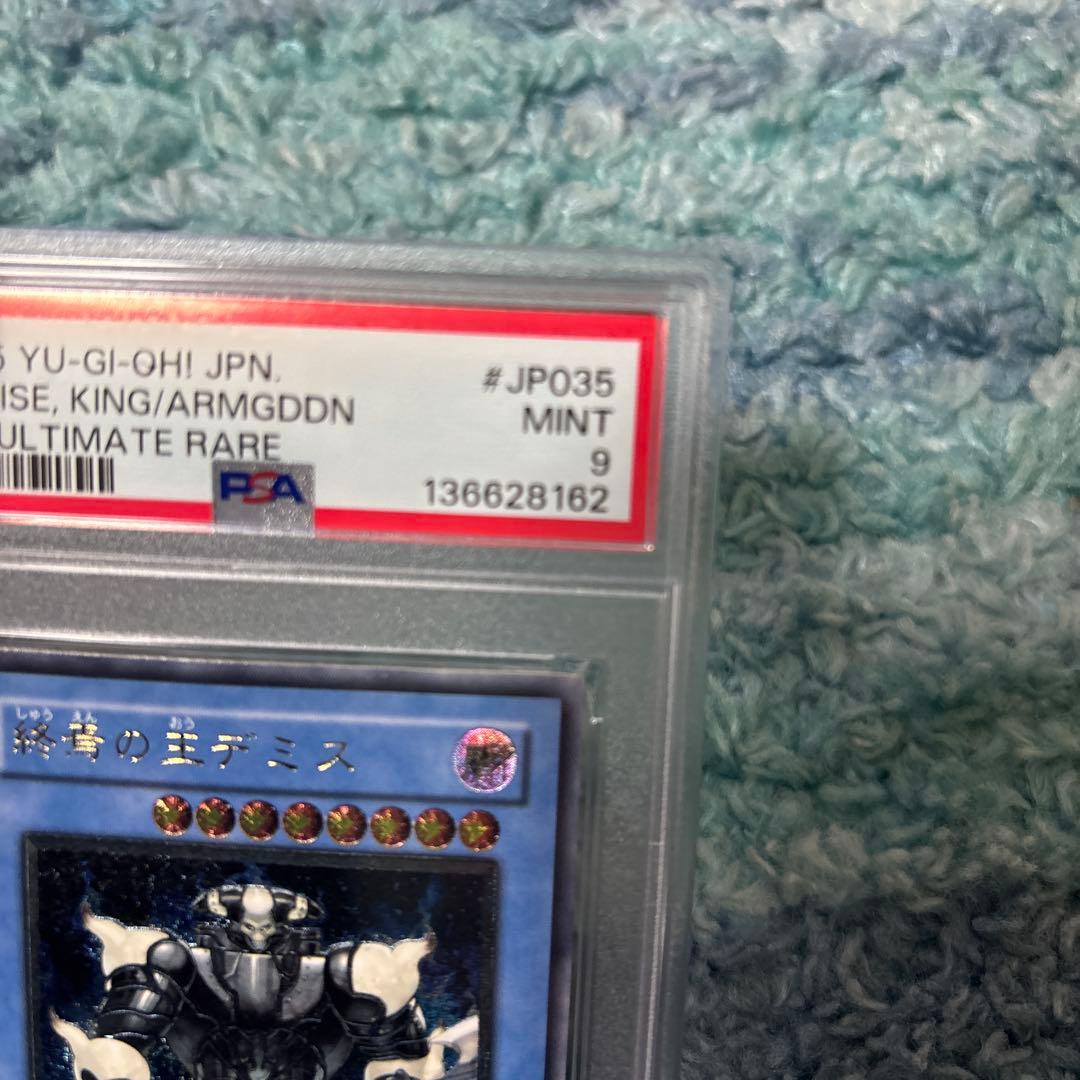 YU-GI-OH! JPN. #JP035
ISE, KING/ARMGDDN MINT
ULTIMATE RARE 9
PSA 136628162
しゅうえん おう
終焉の王デミス